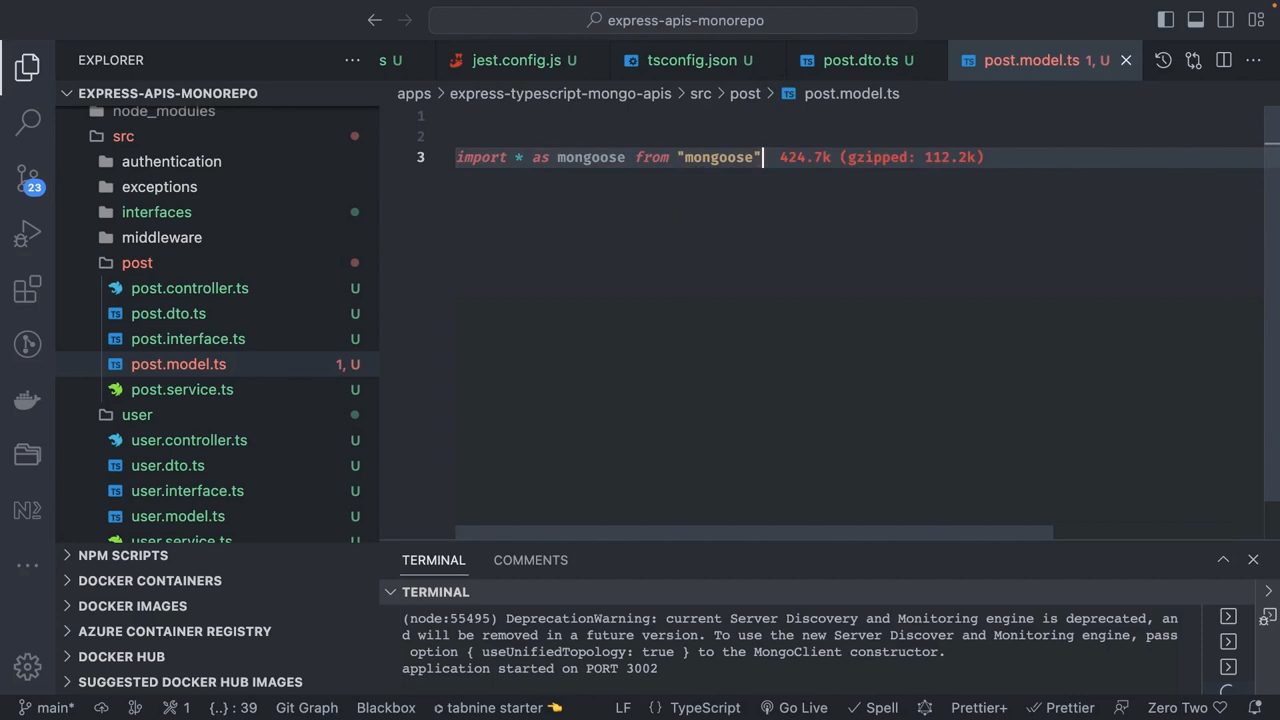 express-apis-monorepo
EXPLORER
s U
jest.config.js U
tsconfig.json U
post.dto.ts U
post.model.ts 1, U
EXPRESS-APIS-MONOREPO
apps > express-typescript-mongo-apis > src > post > post.model.ts
node_modules
src
authentication
exceptions
interfaces
middleware
post
post.controller.ts U
post.dto.ts U
post.interface.ts U
post.model.ts 1, U
post.service.ts U
user
user.controller.ts U
user.dto.ts U
user.interface.ts U
user.model.ts U
user.service.ts U
23
NPM SCRIPTS
DOCKER CONTAINERS
DOCKER IMAGES
AZURE CONTAINER REGISTRY
DOCKER HUB
SUGGESTED DOCKER HUB IMAGES
1
2
3 import * as mongoose from "mongoose" 424.7k (gzipped: 112.2k)
TERMINAL COMMENTS
TERMINAL
(node:55495) DeprecationWarning: current Server Discovery and Monitoring engine is deprecated, an
d will be removed in a future version. To use the new Server Discover and Monitoring engine, pass
option { useUnifiedTopology: true } to the MongoClient constructor.
application started on PORT 3002
main* 1 {..} : 39 Git Graph Blackbox tabnine starter LF {} TypeScript Go Live Spell Prettier+ Prettier Zero Two